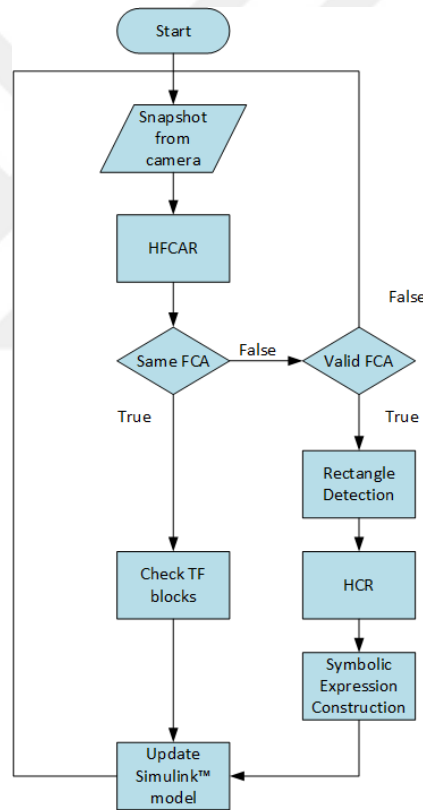 Start
Snapshot
from
camera
HFCAR
False
Same FCA
False
Valid FCA
True
True
Rectangle
Detection
Check TF
blocks
HCR
Symbolic
Expression
Construction
Update
Simulink™
model